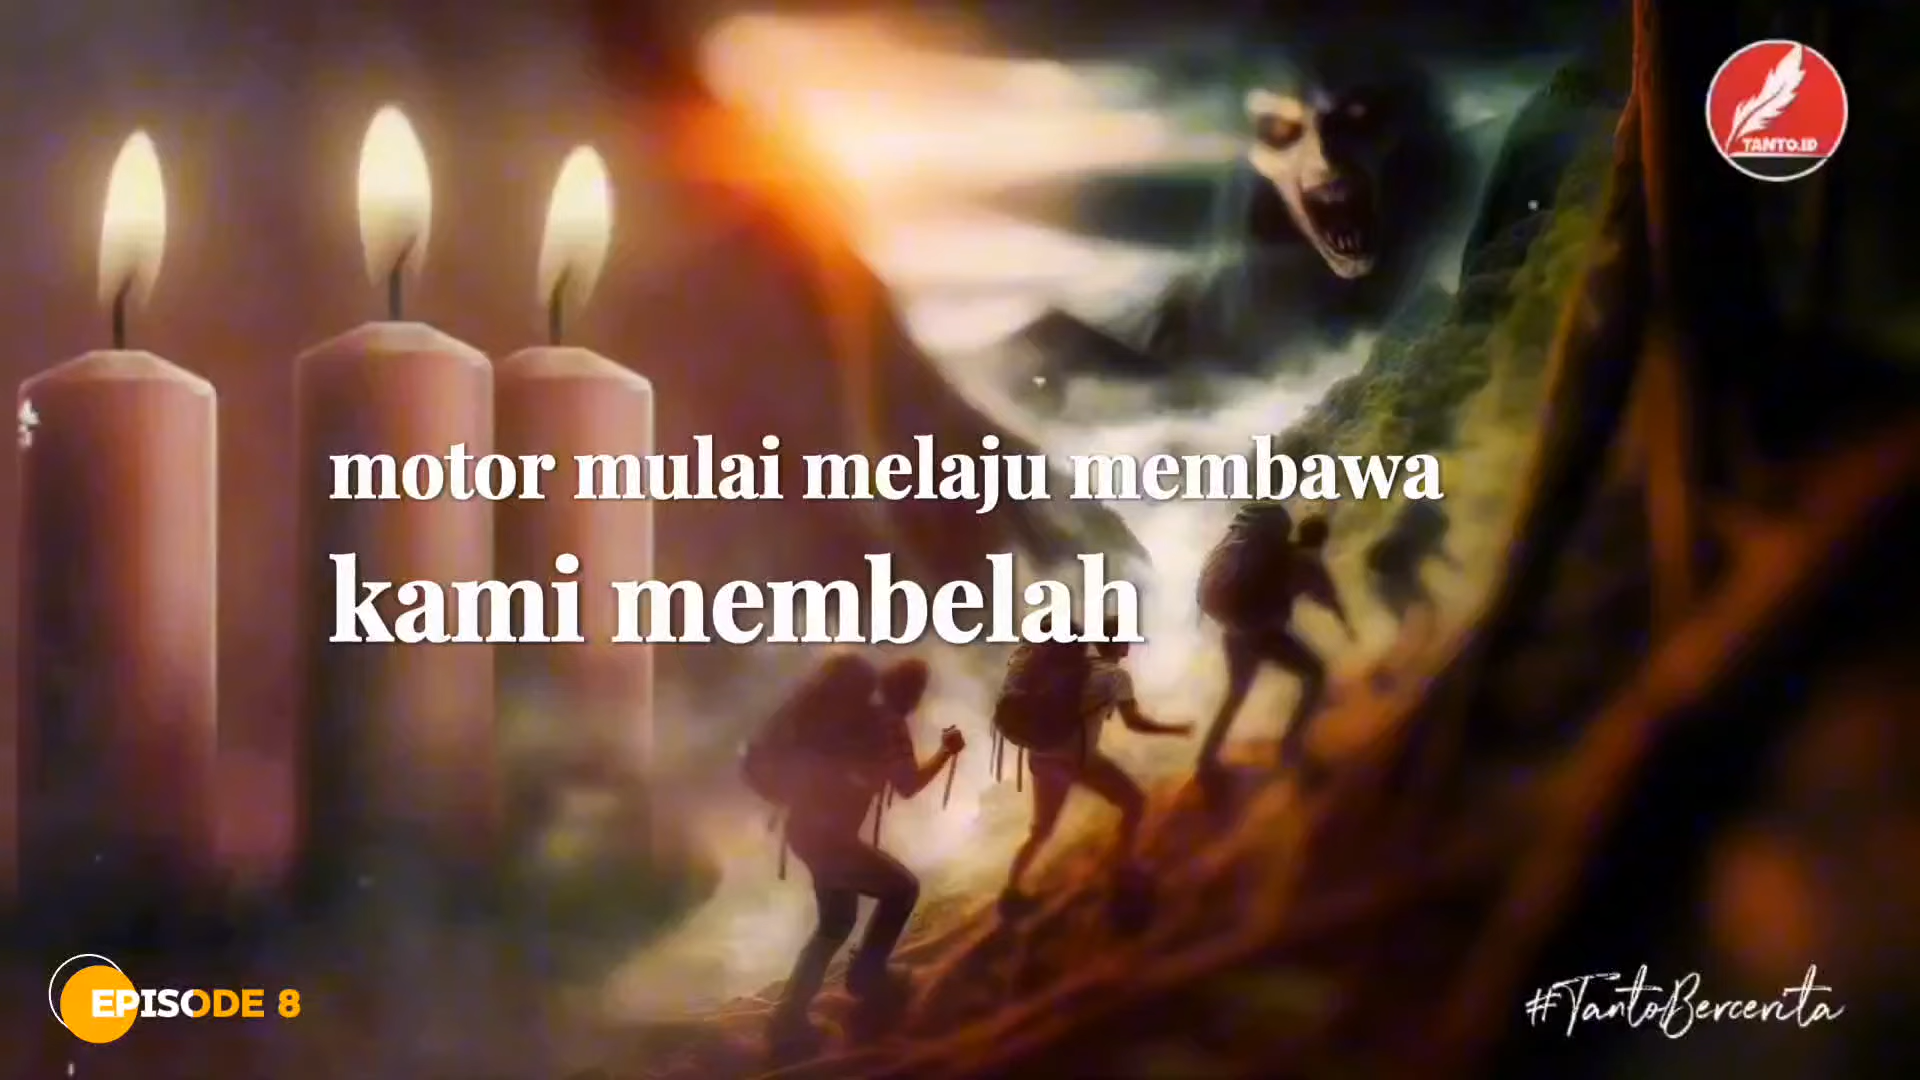 TANTO.ID
motor mulai melaju membawa
kami membelah
EPISODE 8
#TantoBercerita